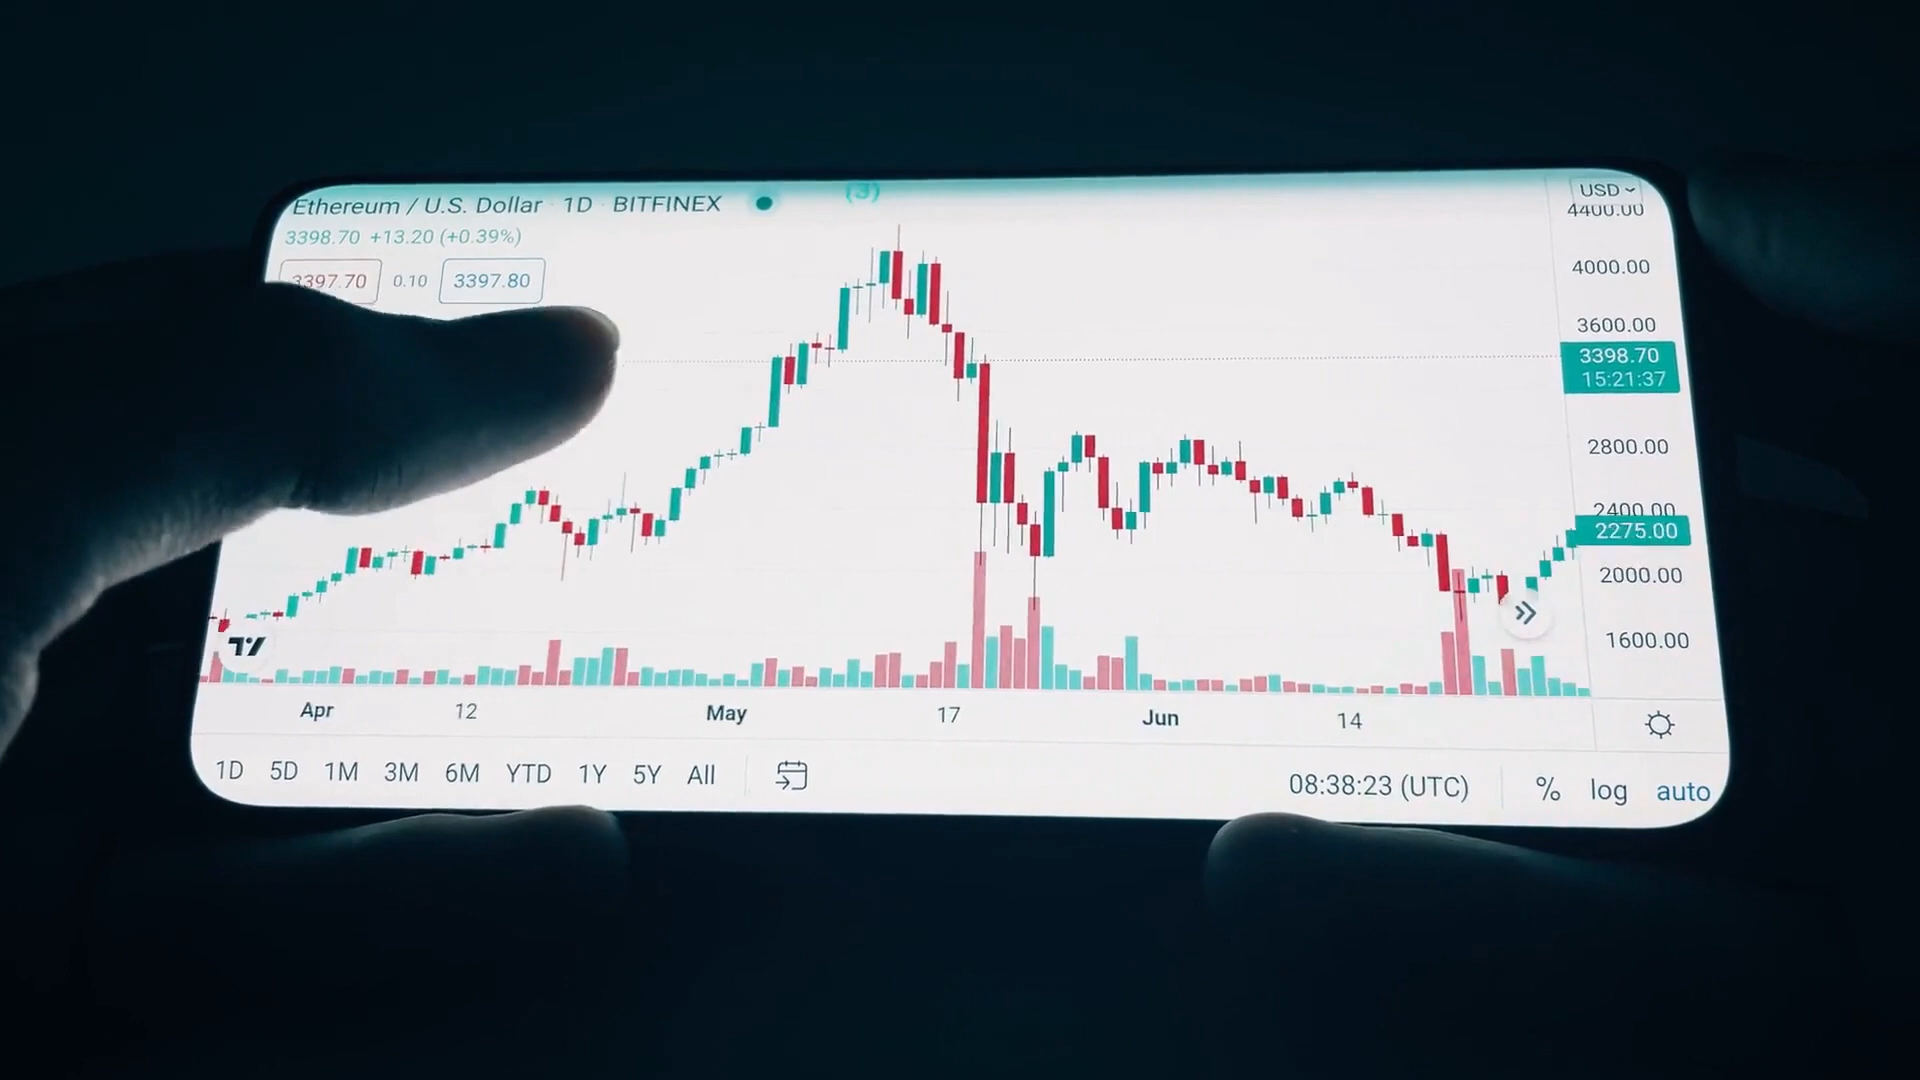 Ethereum / U.S. Dollar · 1D · BITFINEX
(3)
USD
4400.00
3398.70 +13.20 (+0.39%)
3397.70 0.10 3397.80
4000.00
3600.00
3398.70
15:21:37
2800.00
2400.00
2275.00
2000.00
1600.00
Apr 12 May 17 Jun 14
1D 5D 1M 3M 6M YTD 1Y 5Y All 08:38:23 (UTC) % log auto